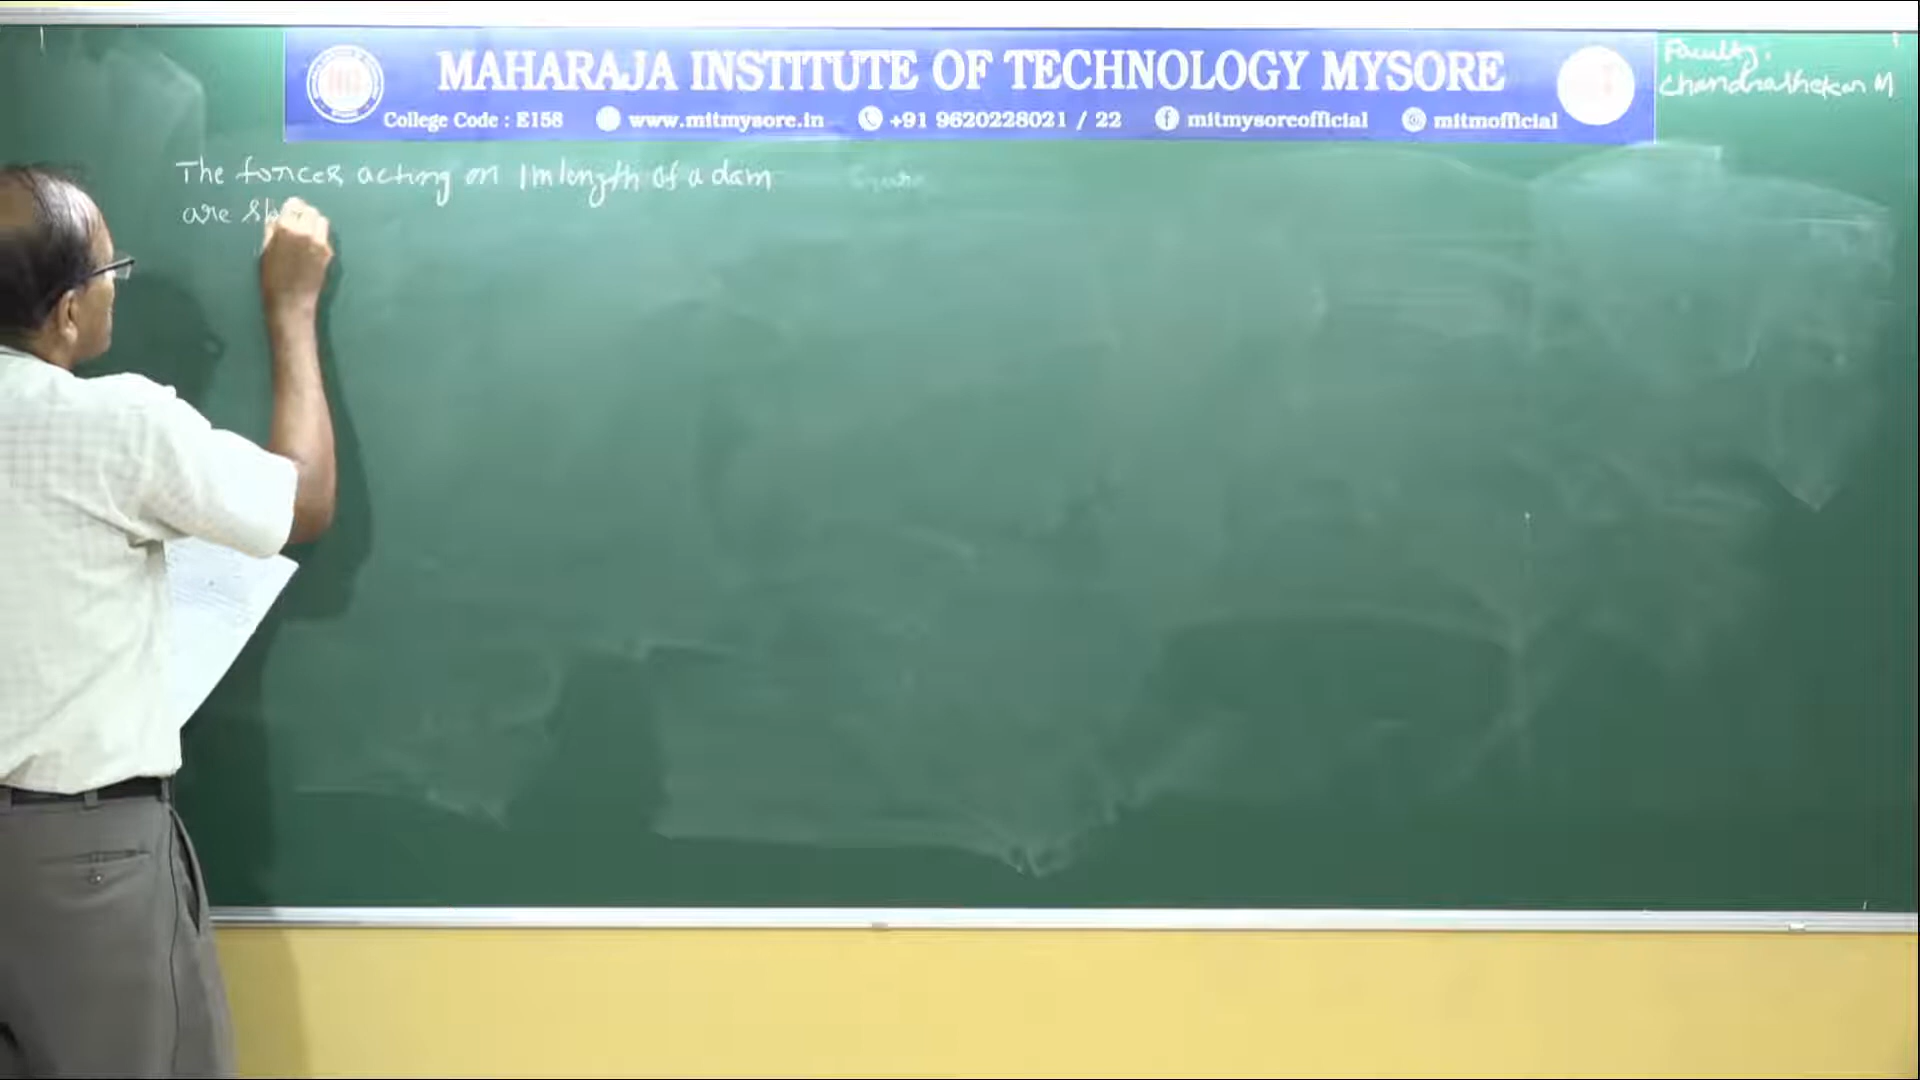 MAHARAJA INSTITUTE OF TECHNOLOGY MYSORE
College Code : E158 www.mitmysore.in +91 9620228021 / 22 mitmysoreofficial mitmofficial
Faculty:
Chandrashekar M
The forces acting on 1m length of a dam
are